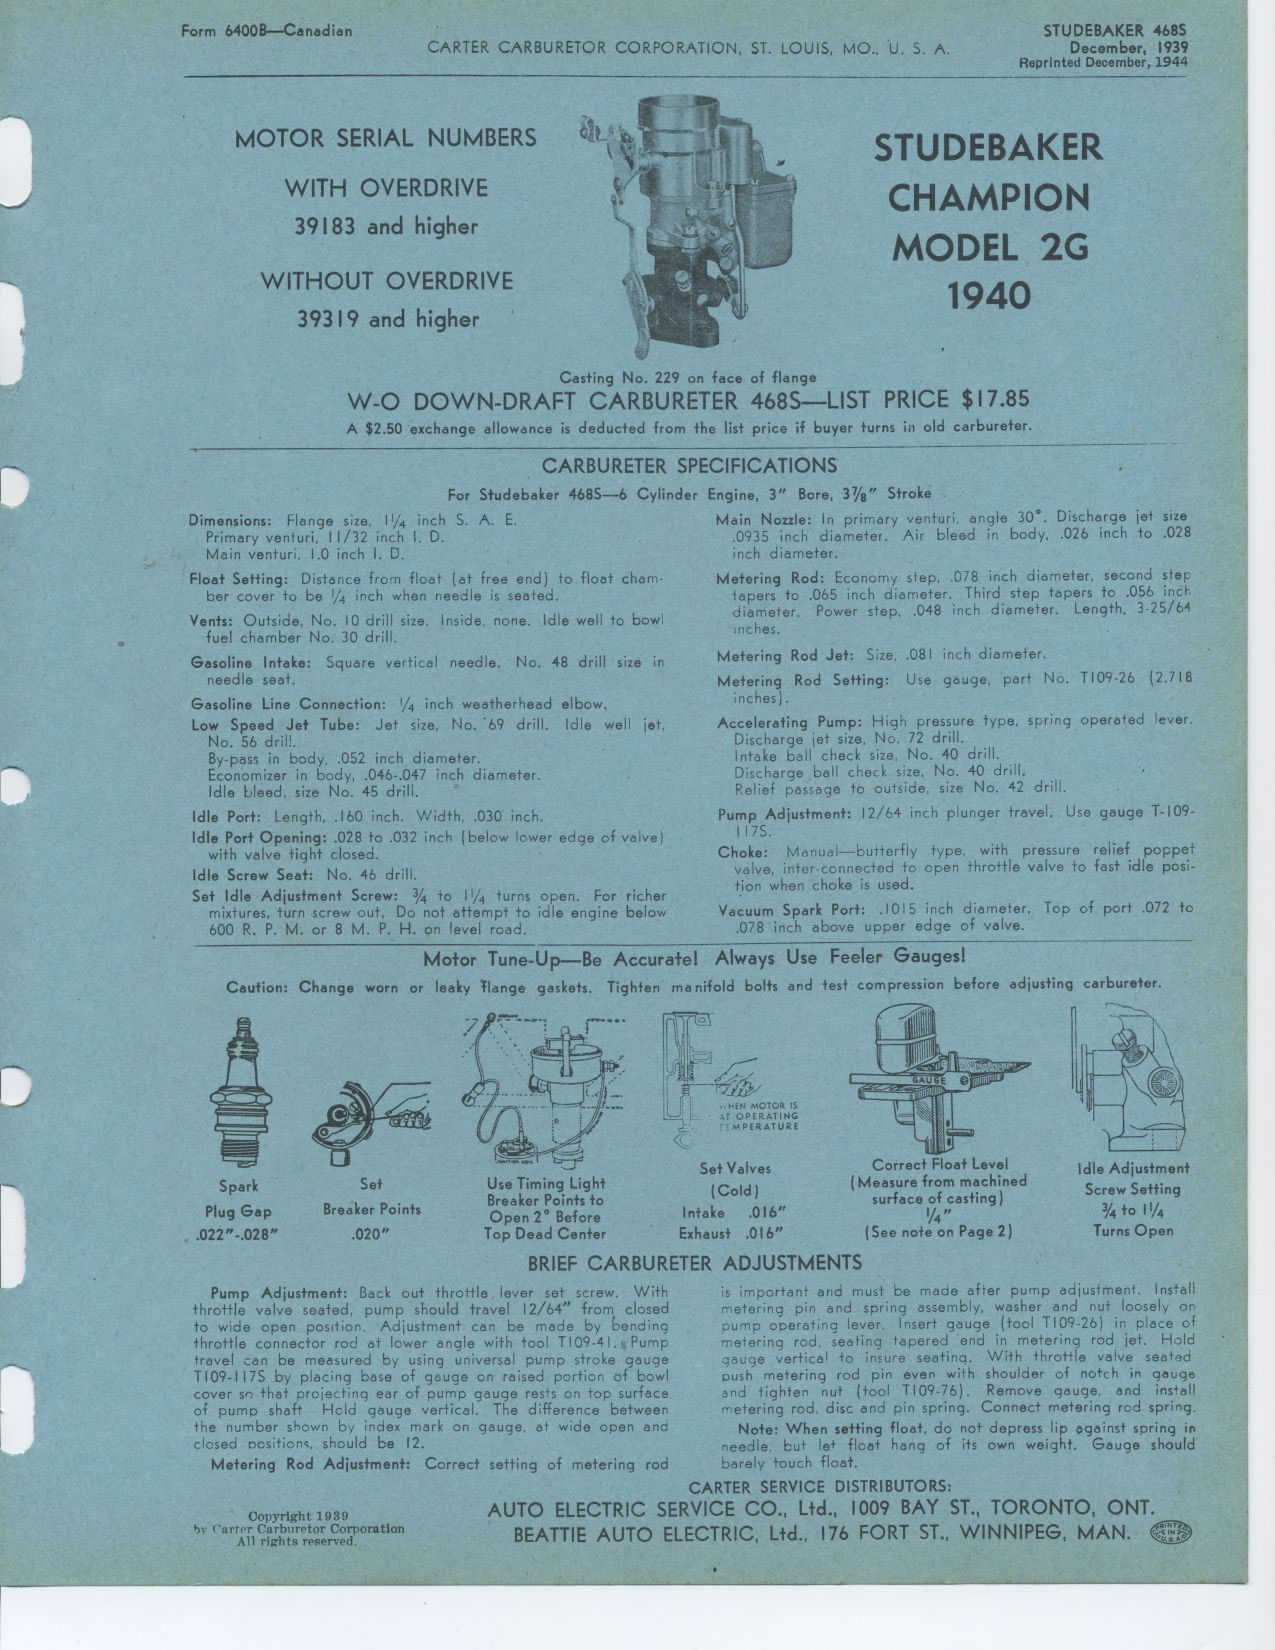 Form 6400B—Canadian
CARTER CARBURETOR CORPORATION, ST. LOUIS, MO., U. S. A.
STUDEBAKER 468S
December, 1939
Reprinted December, 1944
MOTOR SERIAL NUMBERS
WITH OVERDRIVE
39183 and higher
WITHOUT OVERDRIVE
39319 and higher
STUDEBAKER
CHAMPION
MODEL 2G
1940
Casting No. 229 on face of flange
W-O DOWN-DRAFT CARBURETER 468S—LIST PRICE $17.85
A $2.50 exchange allowance is deducted from the list price if buyer turns in old carbureter.
CARBURETER SPECIFICATIONS
For Studebaker 468S—6 Cylinder Engine, 3" Bore, 3⅞" Stroke
Dimensions: Flange size, 1¼ inch S. A. E.
Primary venturi, 11/32 inch I. D.
Main venturi, 1.0 inch I. D.
Float Setting: Distance from float (at free end) to float cham-
ber cover to be ¼ inch when needle is seated.
Vents: Outside, No. 10 drill size. Inside, none. Idle well to bowl
fuel chamber No. 30 drill.
Gasoline Intake: Square vertical needle. No. 48 drill size in
needle seat.
Gasoline Line Connection: ¼ inch weatherhead elbow.
Low Speed Jet Tube: Jet size, No. 69 drill. Idle well jet,
No. 56 drill.
By-pass in body, .052 inch diameter.
Economizer in body, .046-.047 inch diameter.
Idle bleed, size No. 45 drill.
Idle Port: Length, .160 inch. Width, .030 inch.
Idle Port Opening: .028 to .032 inch (below lower edge of valve)
with valve tight closed.
Idle Screw Seat: No. 46 drill.
Set Idle Adjustment Screw: ¾ to 1¼ turns open. For richer
mixtures, turn screw out. Do not attempt to idle engine below
600 R. P. M. or 8 M. P. H. on level road.
Main Nozzle: In primary venturi, angle 30°. Discharge jet size
.0935 inch diameter. Air bleed in body, .026 inch to .028
inch diameter.
Metering Rod: Economy step, .078 inch diameter, second step
tapers to .065 inch diameter. Third step tapers to .056 inch
diameter. Power step, .048 inch diameter. Length, 3-25/64
inches.
Metering Rod Jet: Size, .081 inch diameter.
Metering Rod Setting: Use gauge, part No. T109-26 (2.718
inches).
Accelerating Pump: High pressure type, spring operated lever.
Discharge jet size, No. 72 drill.
Intake ball check size, No. 40 drill.
Discharge ball check size, No. 40 drill.
Relief passage to outside, size No. 42 drill.
Pump Adjustment: 12/64 inch plunger travel. Use gauge T-109-
117S.
Choke: Manual—butterfly type, with pressure relief poppet
valve, inter-connected to open throttle valve to fast idle posi-
tion when choke is used.
Vacuum Spark Port: .1015 inch diameter. Top of port .072 to
.078 inch above upper edge of valve.
Motor Tune-Up—Be Accurate! Always Use Feeler Gauges!
Caution: Change worn or leaky flange gaskets. Tighten manifold bolts and test compression before adjusting carbureter.
WHEN MOTOR IS
AT OPERATING
TEMPERATURE
GAUGE
IGNITION COIL
Spark
Plug Gap
.022"-.028"
Set
Breaker Points
.020"
Use Timing Light
Breaker Points to
Open 2° Before
Top Dead Center
Set Valves
(Cold)
Intake .016"
Exhaust .016"
Correct Float Level
(Measure from machined
surface of casting)
¼"
(See note on Page 2)
Idle Adjustment
Screw Setting
¾ to 1¼
Turns Open
BRIEF CARBURETER ADJUSTMENTS
Pump Adjustment: Back out throttle lever set screw. With
throttle valve seated, pump should travel 12/64" from closed
to wide open position. Adjustment can be made by bending
throttle connector rod at lower angle with tool T109-41. Pump
travel can be measured by using universal pump stroke gauge
T109-117S by placing base of gauge on raised portion of bowl
cover so that projecting ear of pump gauge rests on top surface
of pump shaft Hold gauge vertical. The difference between
the number shown by index mark on gauge, at wide open and
closed positions, should be 12.
Metering Rod Adjustment: Correct setting of metering rod
is important and must be made after pump adjustment. Install
metering pin and spring assembly, washer and nut loosely on
pump operating lever. Insert gauge (tool T109-26) in place of
metering rod, seating tapered end in metering rod jet. Hold
gauge vertical to insure seating. With throttle valve seated
push metering rod pin even with shoulder of notch in gauge
and tighten nut (tool T109-76). Remove gauge, and install
metering rod, disc and pin spring. Connect metering rod spring.
Note: When setting float, do not depress lip against spring in
needle, but let float hang of its own weight. Gauge should
barely touch float.
CARTER SERVICE DISTRIBUTORS:
AUTO ELECTRIC SERVICE CO., Ltd., 1009 BAY ST., TORONTO, ONT.
BEATTIE AUTO ELECTRIC, Ltd., 176 FORT ST., WINNIPEG, MAN.
PRINTED
IN
U.S.A.
Copyright 1939
by Carter Carburetor Corporation
All rights reserved.